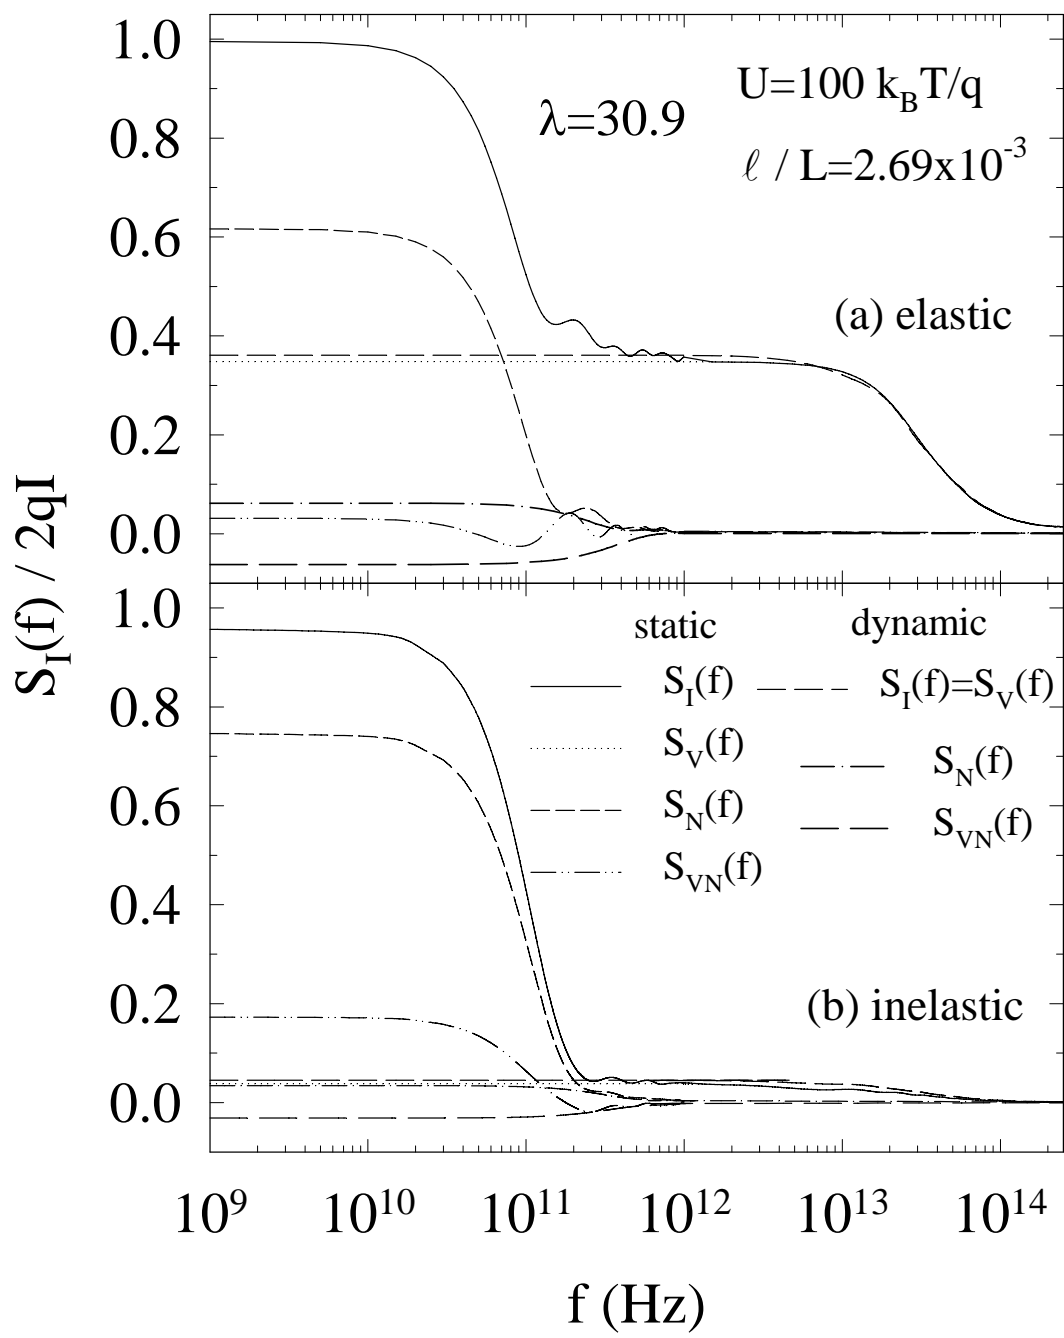 S_I(f) / 2qI
1.0
0.8
0.6
0.4
0.2
0.0
λ=30.9
U=100 k_BT/q
ℓ / L=2.69x10^-3
(a) elastic
1.0
0.8
0.6
0.4
0.2
0.0
static
dynamic
S_I(f)
S_I(f)=S_V(f)
S_V(f)
S_N(f)
S_N(f)
S_VN(f)
S_VN(f)
(b) inelastic
10^9 10^10 10^11 10^12 10^13 10^14
f (Hz)